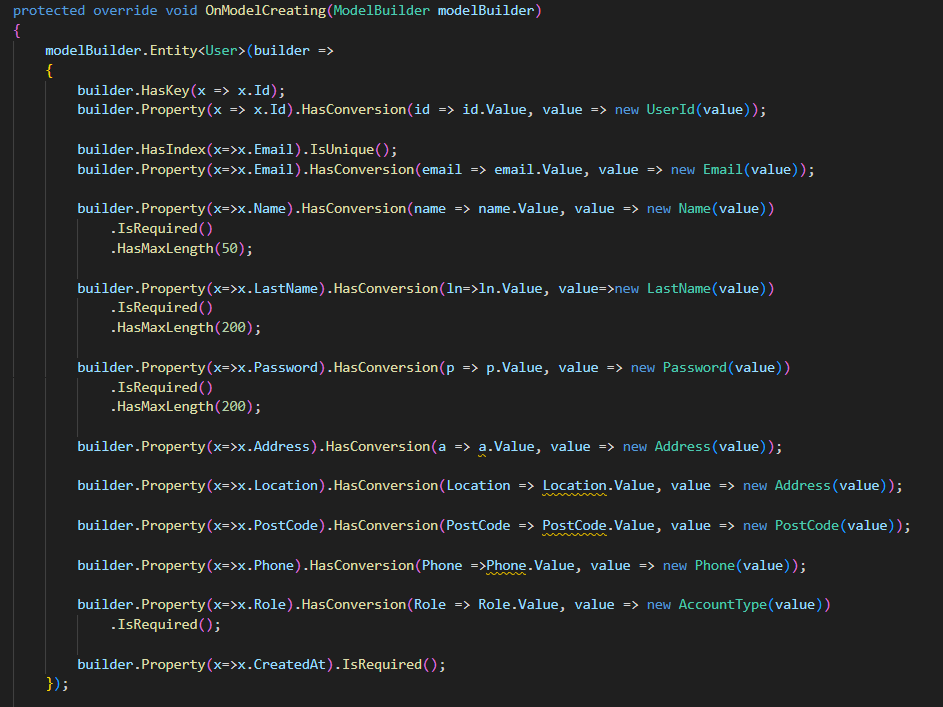 protected override void OnModelCreating(ModelBuilder modelBuilder)
{
modelBuilder.Entity<User>(builder =>
{
builder.HasKey(x => x.Id);
builder.Property(x => x.Id).HasConversion(id => id.Value, value => new UserId(value));
builder.HasIndex(x=>x.Email).IsUnique();
builder.Property(x=>x.Email).HasConversion(email => email.Value, value => new Email(value));
builder.Property(x=>x.Name).HasConversion(name => name.Value, value => new Name(value))
.IsRequired()
.HasMaxLength(50);
builder.Property(x=>x.LastName).HasConversion(ln=>ln.Value, value=>new LastName(value))
.IsRequired()
.HasMaxLength(200);
builder.Property(x=>x.Password).HasConversion(p => p.Value, value => new Password(value))
.IsRequired()
.HasMaxLength(200);
builder.Property(x=>x.Address).HasConversion(a => a.Value, value => new Address(value));
builder.Property(x=>x.Location).HasConversion(Location => Location.Value, value => new Address(value));
builder.Property(x=>x.PostCode).HasConversion(PostCode => PostCode.Value, value => new PostCode(value));
builder.Property(x=>x.Phone).HasConversion(Phone =>Phone.Value, value => new Phone(value));
builder.Property(x=>x.Role).HasConversion(Role => Role.Value, value => new AccountType(value))
.IsRequired();
builder.Property(x=>x.CreatedAt).IsRequired();
});